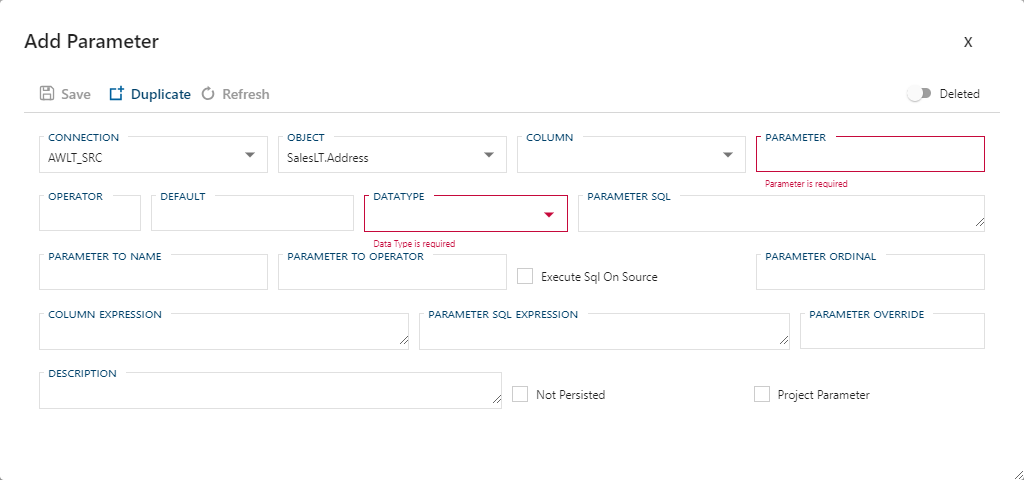 Add Parameter
X
Save Duplicate Refresh Deleted
CONNECTION OBJECT COLUMN PARAMETER
AWLT_SRC SalesLT.Address
Parameter is required
OPERATOR DEFAULT DATATYPE PARAMETER SQL
Data Type is required
PARAMETER TO NAME PARAMETER TO OPERATOR PARAMETER ORDINAL
Execute Sql On Source
COLUMN EXPRESSION PARAMETER SQL EXPRESSION PARAMETER OVERRIDE
DESCRIPTION
Not Persisted Project Parameter